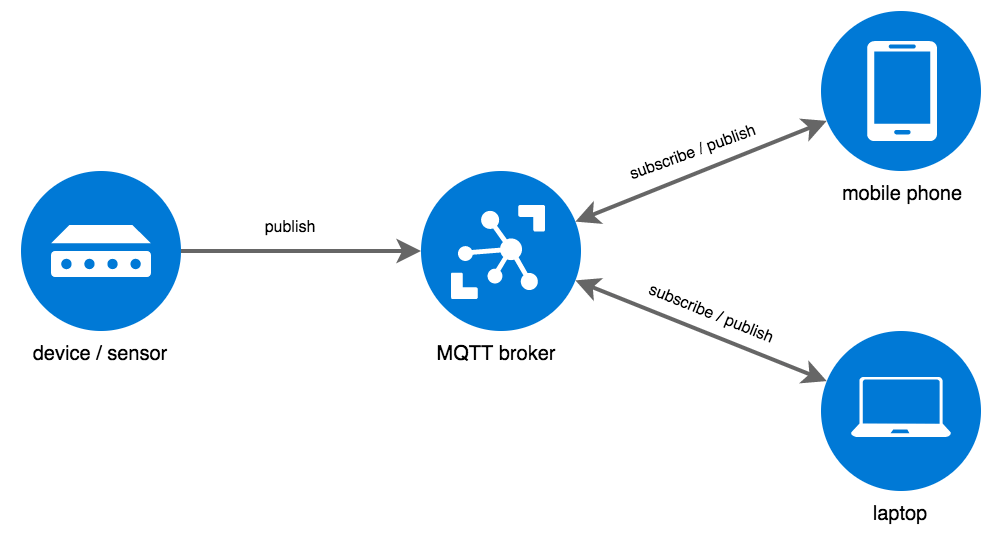 subscribe / publish
mobile phone
publish
device / sensor
MQTT broker
subscribe / publish
laptop